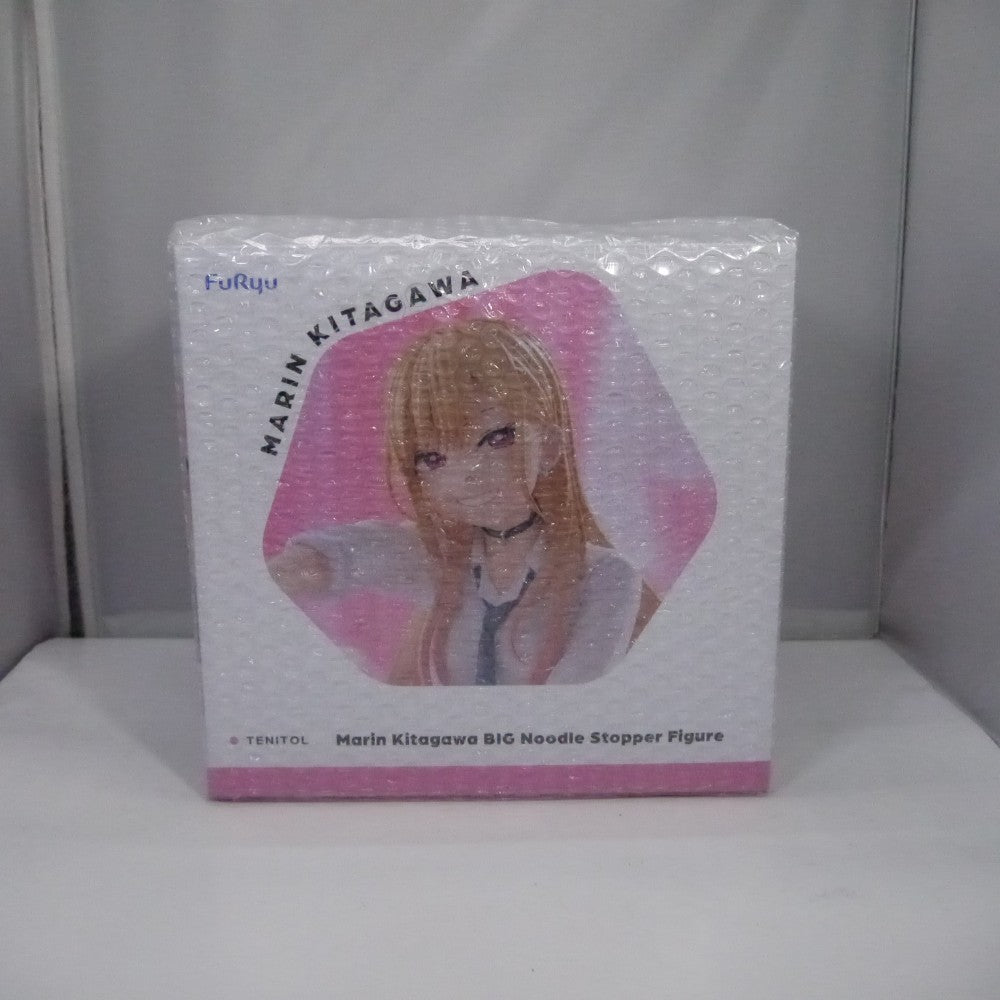 FuRyu
MARIN KITAGAWA
TENITOL
Marin Kitagawa BIG Noodle Stopper Figure